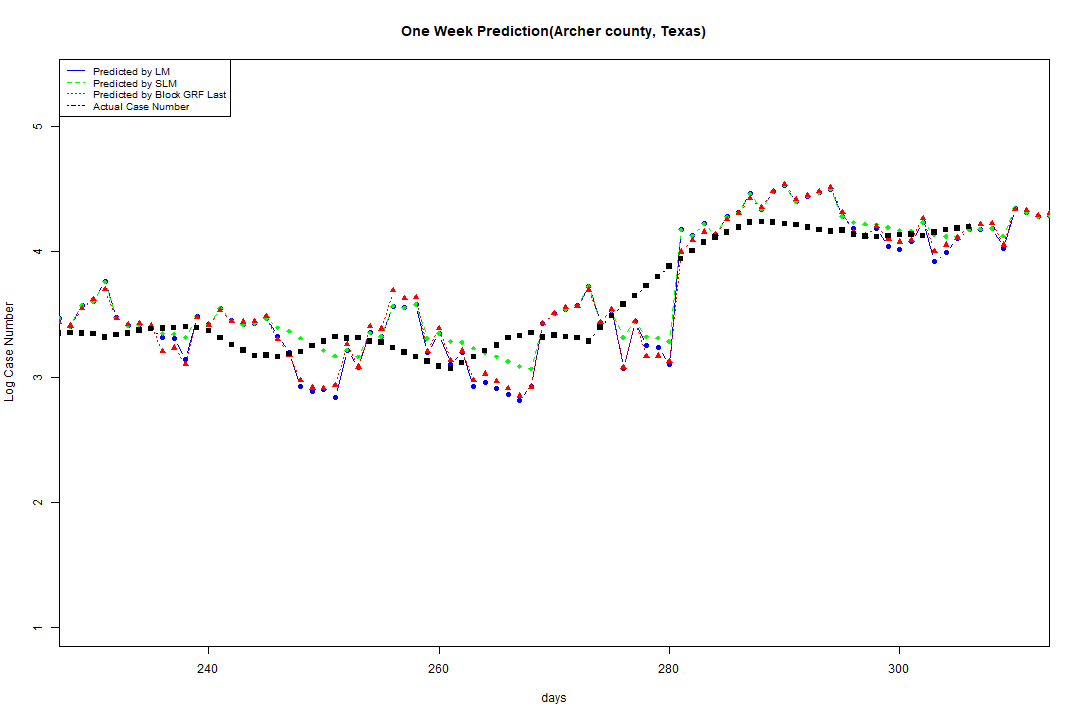 One Week Prediction(Archer county, Texas)
Predicted by LM
Predicted by SLM
Predicted by Block GRF Last
Actual Case Number
5
4
3
2
1
Log Case Number
240 260 280 300
days